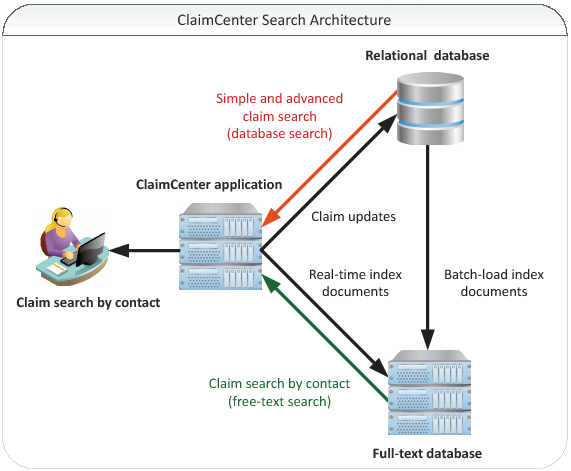 ClaimCenter Search Architecture
Relational database
Simple and advanced
claim search
(database search)
ClaimCenter application
Claim updates
Real-time index
documents
Batch-load index
documents
Claim search by contact
Claim search by contact
(free-text search)
Full-text database